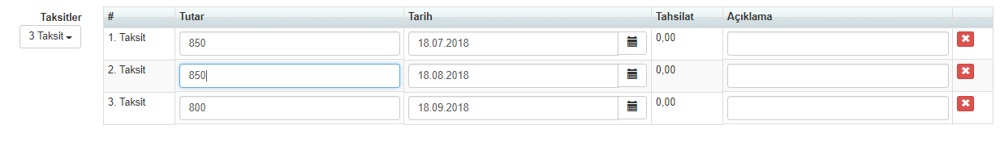 Taksitler
3 Taksit
# Tutar Tarih Tahsilat Açıklama
1. Taksit 850 18.07.2018 0,00
2. Taksit 850 18.08.2018 0,00
3. Taksit 800 18.09.2018 0,00